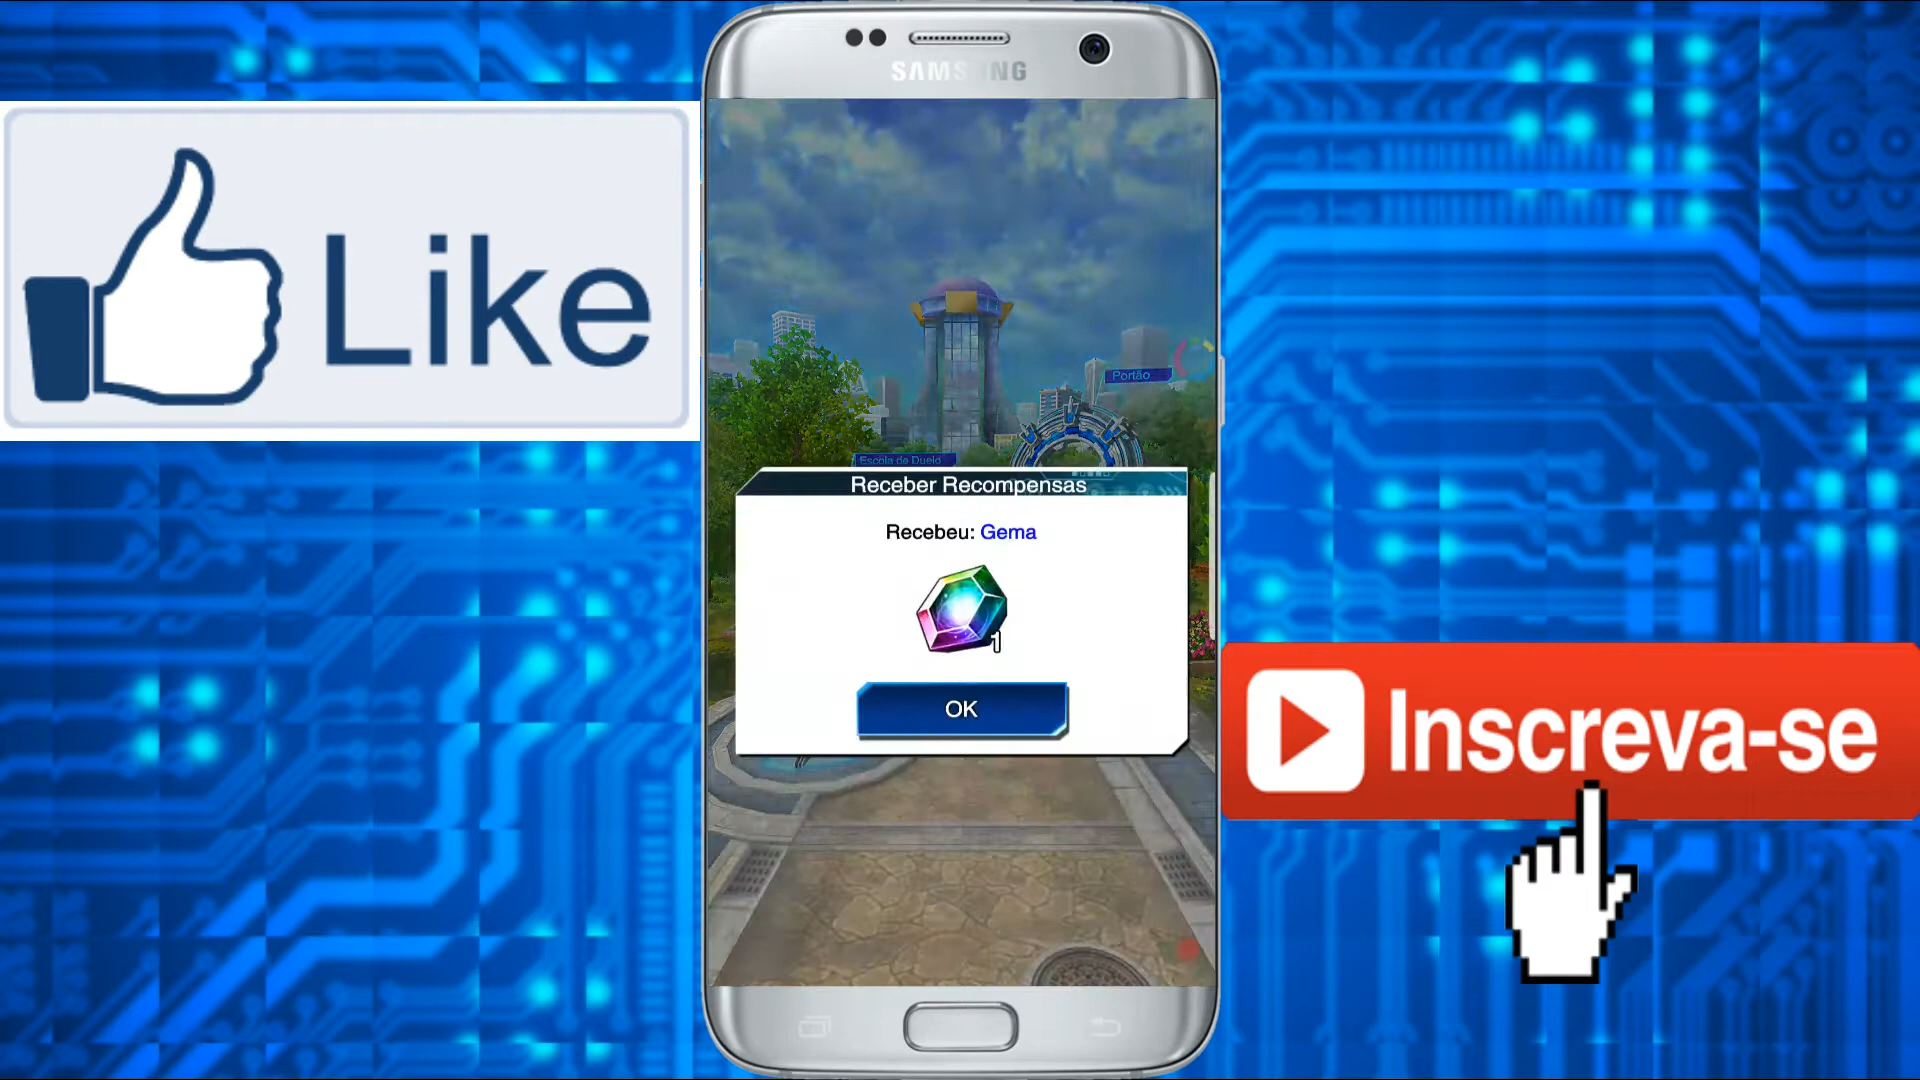 SAMSUNG
Like
Portão
Escola de Duelo
Receber Recompensas
Recebeu: Gema
1
OK
Inscreva-se